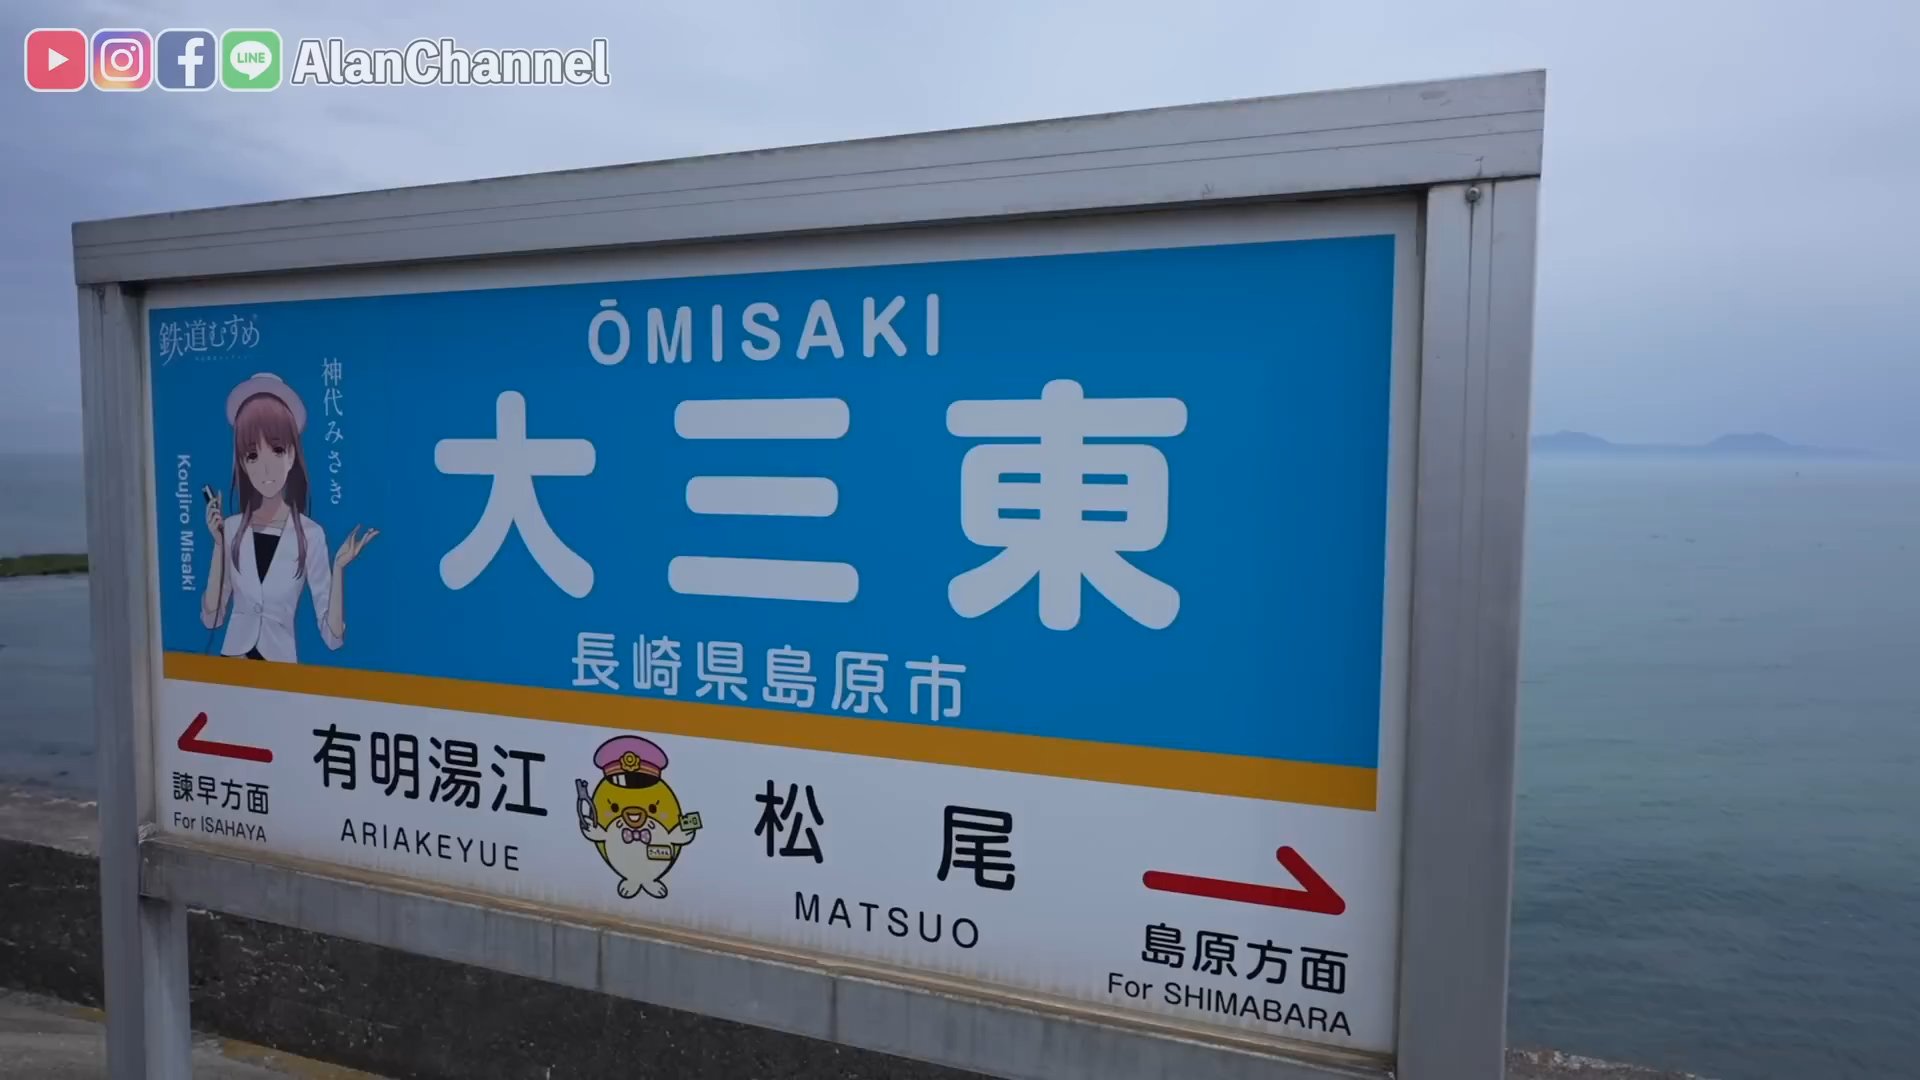 LINE
AlanChannel
鉄道むすめ
神代みさき
Koujiro Misaki
ŌMISAKI
大三東
長崎県島原市
諫早方面
For ISAHAYA
有明湯江
ARIAKEYUE
松尾
MATSUO
島原方面
For SHIMABARA